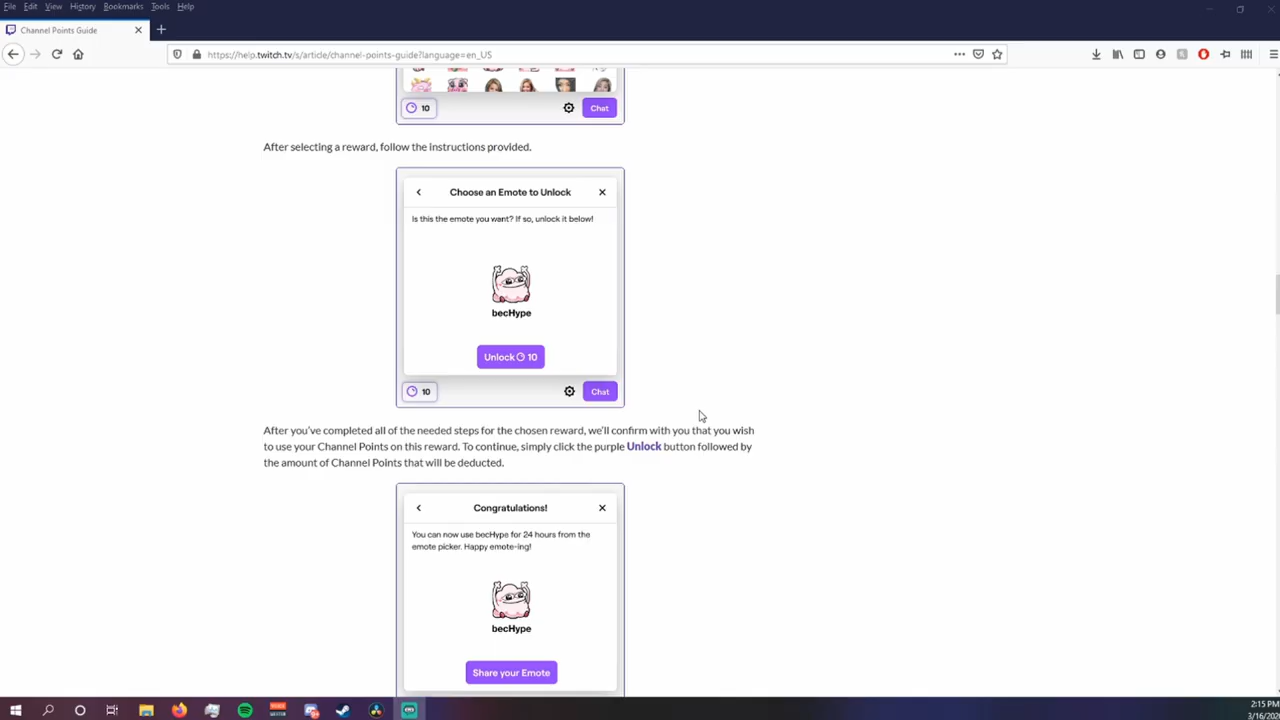 File Edit View History Bookmarks Tools Help
Channel Points Guide
https://help.twitch.tv/s/article/channel-points-guide?language=en_US
10 Chat
After selecting a reward, follow the instructions provided.
Choose an Emote to Unlock
Is this the emote you want? If so, unlock it below!
becHype
Unlock 10
10 Chat
After you've completed all of the needed steps for the chosen reward, we'll confirm with you that you wish
to use your Channel Points on this reward. To continue, simply click the purple Unlock button followed by
the amount of Channel Points that will be deducted.
Congratulations!
You can now use becHype for 24 hours from the
emote picker. Happy emote-ing!
becHype
Share your Emote
2:15 PM